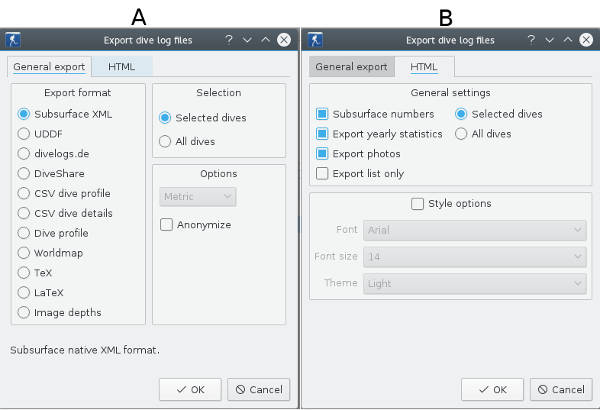 A
Export dive log files
General export
HTML
Export format
Subsurface XML
UDDF
divelogs.de
DiveShare
CSV dive profile
CSV dive details
Dive profile
Worldmap
TeX
LaTeX
Image depths
Selection
Selected dives
All dives
Options
Metric
Anonymize
Subsurface native XML format.
OK
Cancel
B
Export dive log files
General export
HTML
General settings
Subsurface numbers
Selected dives
Export yearly statistics
All dives
Export photos
Export list only
Style options
Font
Arial
Font size
14
Theme
Light
OK
Cancel